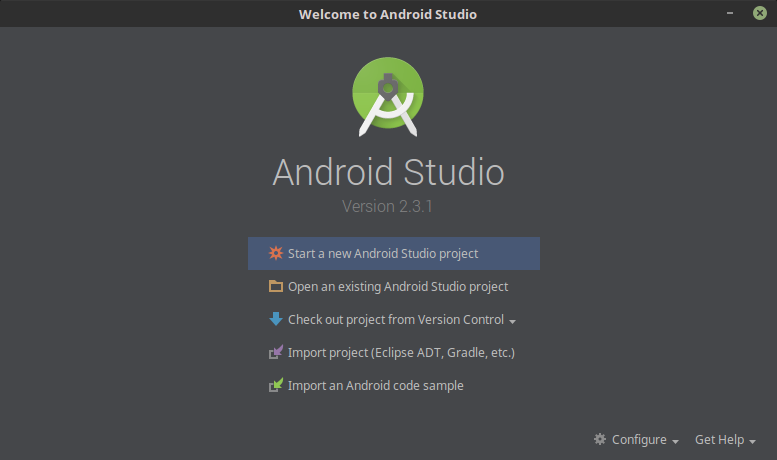 Welcome to Android Studio
Android Studio
Version 2.3.1
Start a new Android Studio project
Open an existing Android Studio project
Check out project from Version Control
Import project (Eclipse ADT, Gradle, etc.)
Import an Android code sample
Configure
Get Help